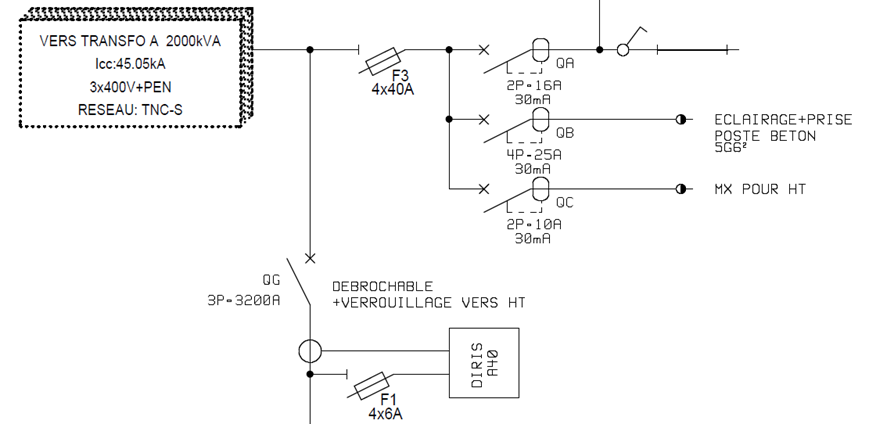 VERS TRANSFO A 2000kVA
Icc:45.05kA
3x400V+PEN
RESEAU: TNC-S
F3
4x40A
QA
2P-16A
30mA
QB
4P-25A
30mA
ECLAIRAGE+PRISE
POSTE BETON
5G6²
QC
2P-10A
30mA
MX POUR HT
QG
3P-3200A
DEBROCHABLE
+VERROUILLAGE VERS HT
DIRIS
A40
F1
4x6A